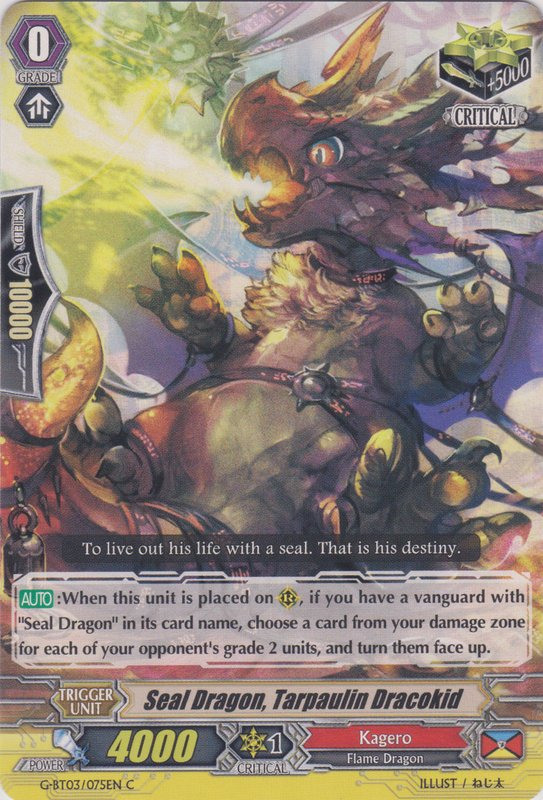 0
GRADE
+5000
CRITICAL
SHIELD
10000
To live out his life with a seal. That is his destiny.
AUTO:When this unit is placed on , if you have a vanguard with
"Seal Dragon" in its card name, choose a card from your damage zone
for each of your opponent's grade 2 units, and turn them face up.
TRIGGER
UNIT
Seal Dragon, Tarpaulin Dracokid
POWER
4000
1
CRITICAL
Kagero
Flame Dragon
G-BT03/075EN C
ILLUST / ねじ太